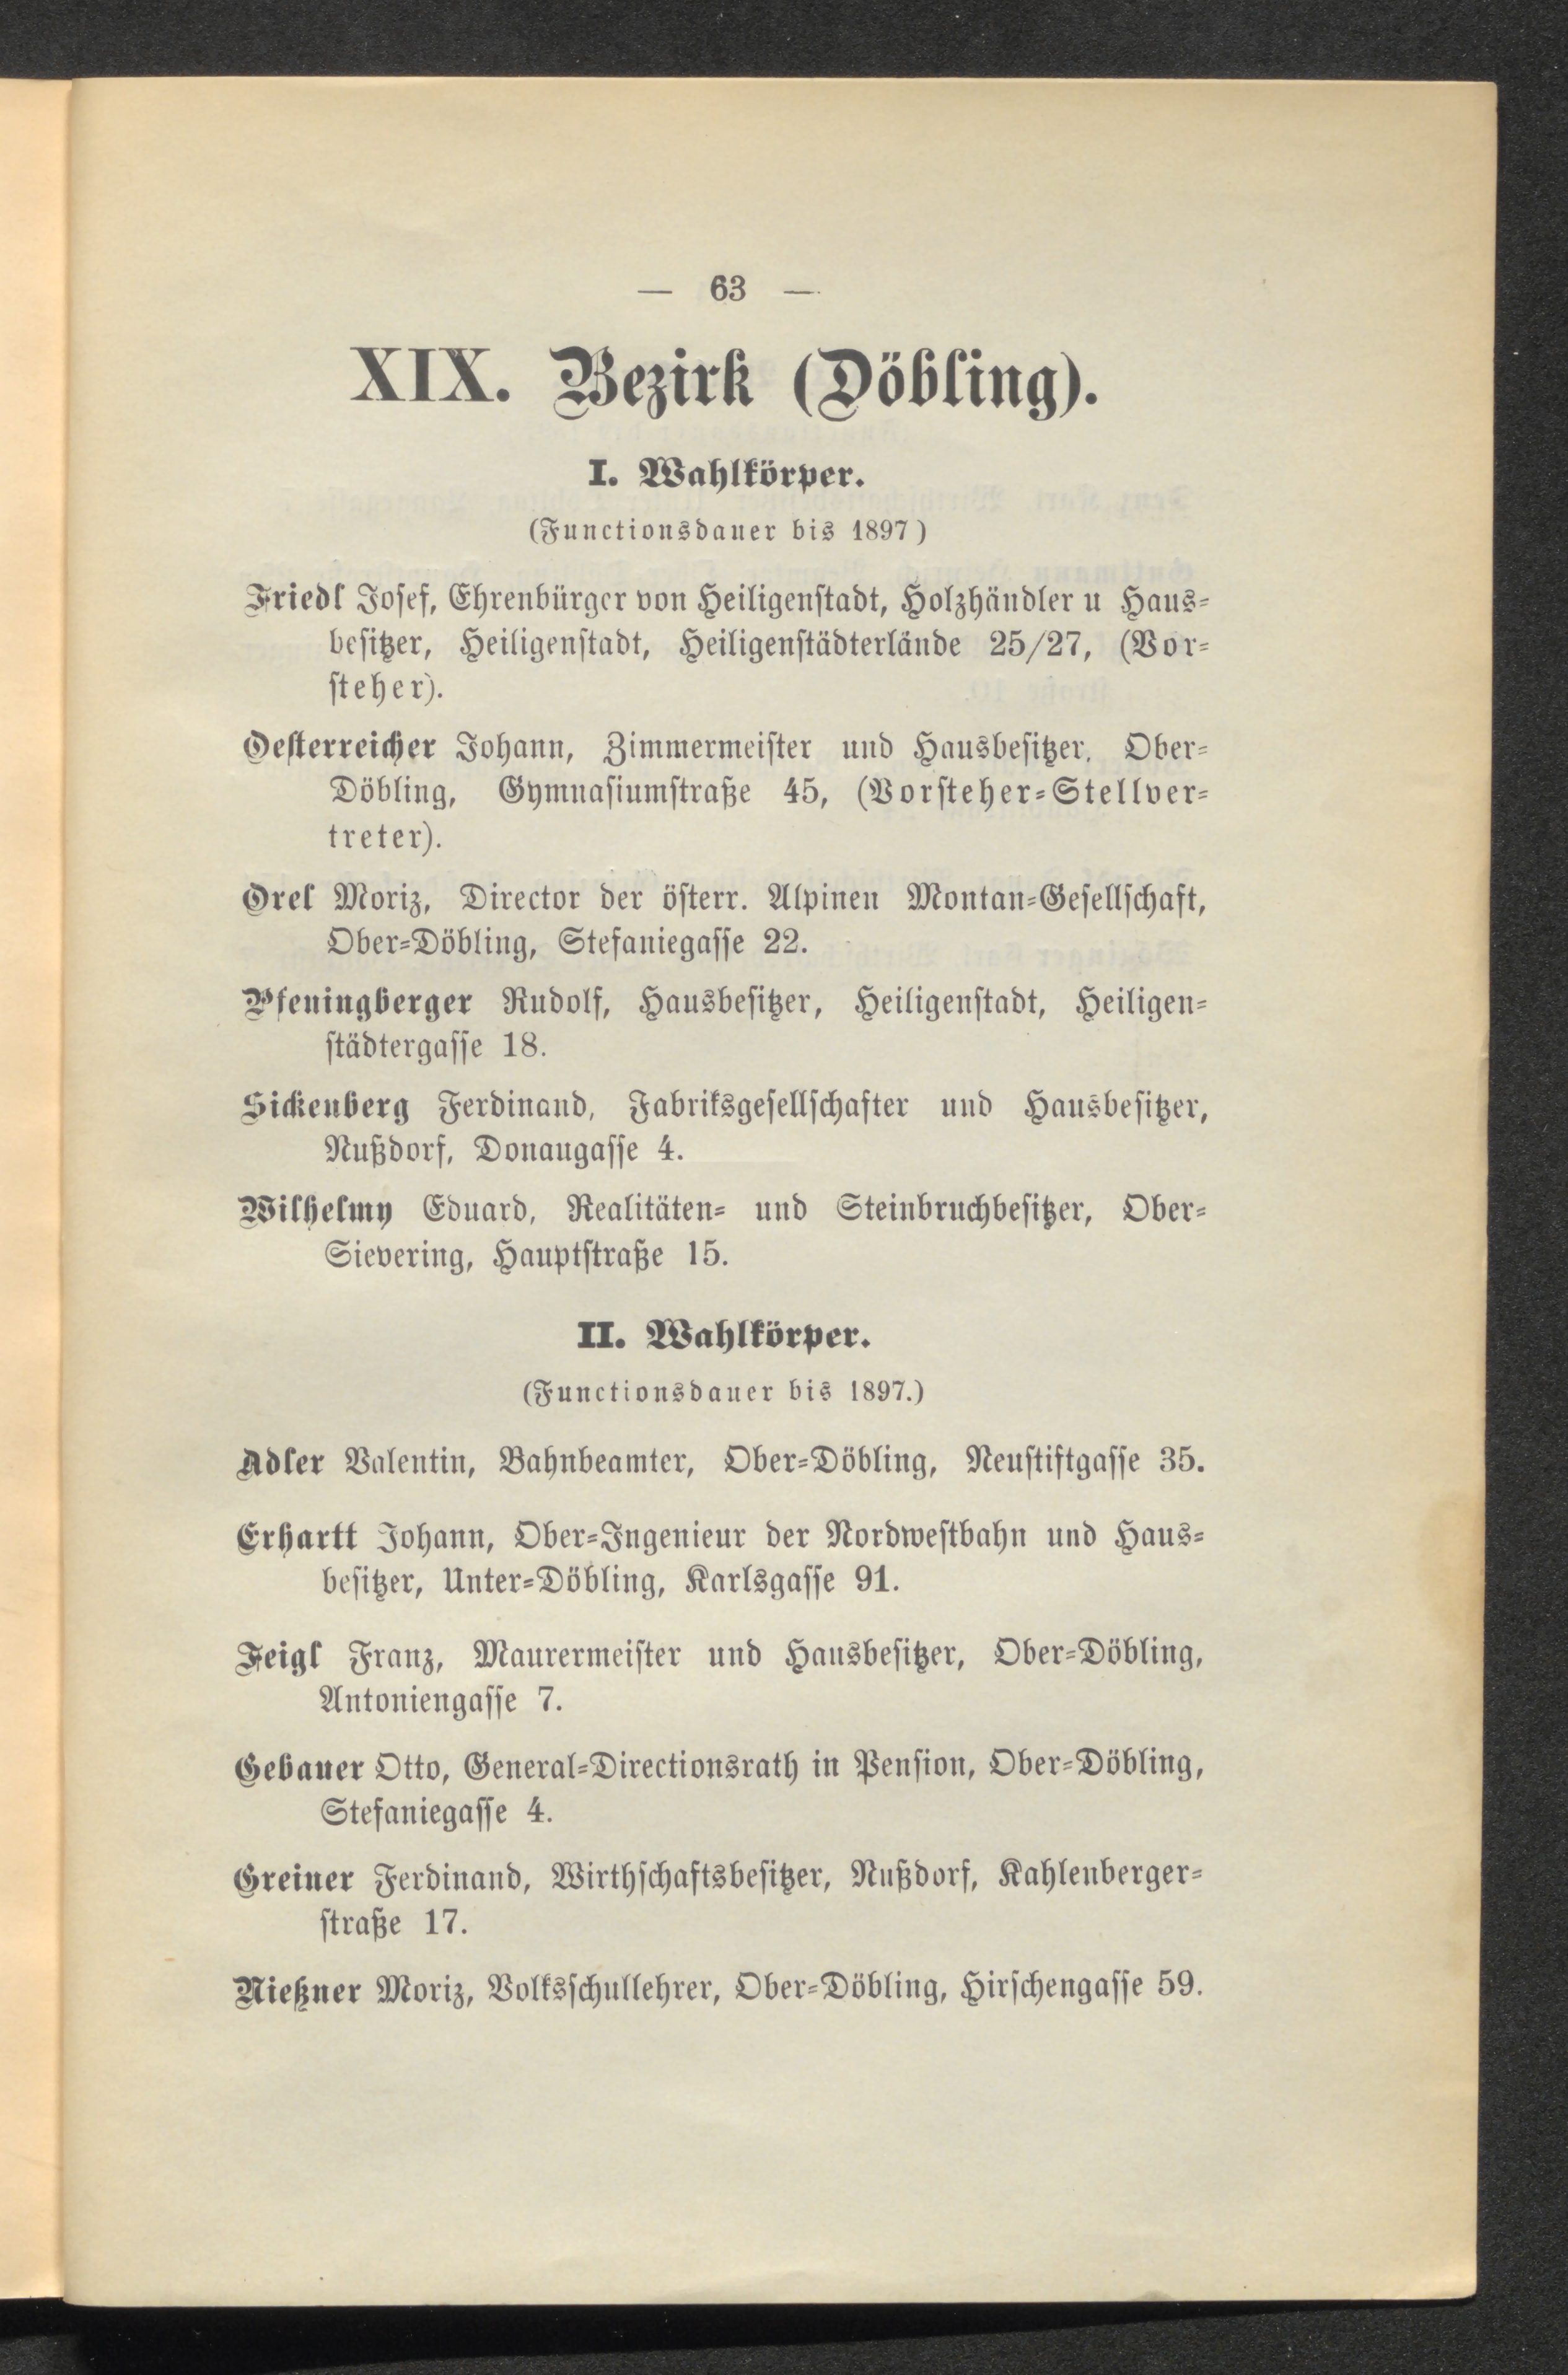 — 63 —
XIX. Bezirk (Döbling).
I. Wahlkörper.
(Functionsdauer bis 1897)
Friedl Josef, Ehrenbürger von Heiligenstadt, Holzhändler u Haus-
besitzer, Heiligenstadt, Heiligenstädterlände 25/27, (Vor-
steher).
Oesterreicher Johann, Zimmermeister und Hausbesitzer, Ober-
Döbling, Gymnasiumstraße 45, (Vorsteher-Stellver-
treter).
Orel Moriz, Director der österr. Alpinen Montan-Gesellschaft,
Ober-Döbling, Stefaniegasse 22.
Pfeningberger Rudolf, Hausbesitzer, Heiligenstadt, Heiligen-
städtergasse 18.
Sickenberg Ferdinand, Fabriksgesellschafter und Hausbesitzer,
Nußdorf, Donaugasse 4.
Wilhelmy Eduard, Realitäten- und Steinbruchbesitzer, Ober-
Sievering, Hauptstraße 15.
II. Wahlkörper.
(Functionsdauer bis 1897.)
Adler Valentin, Bahnbeamter, Ober-Döbling, Neustiftgasse 35.
Erhartt Johann, Ober-Ingenieur der Nordwestbahn und Haus-
besitzer, Unter-Döbling, Karlsgasse 91.
Feigl Franz, Maurermeister und Hausbesitzer, Ober-Döbling,
Antoniengasse 7.
Gebauer Otto, General-Directionsrath in Pension, Ober-Döbling,
Stefaniegasse 4.
Greiner Ferdinand, Wirthschaftsbesitzer, Nußdorf, Kahlenberger-
straße 17.
Nießner Moriz, Volksschullehrer, Ober-Döbling, Hirschengasse 59.